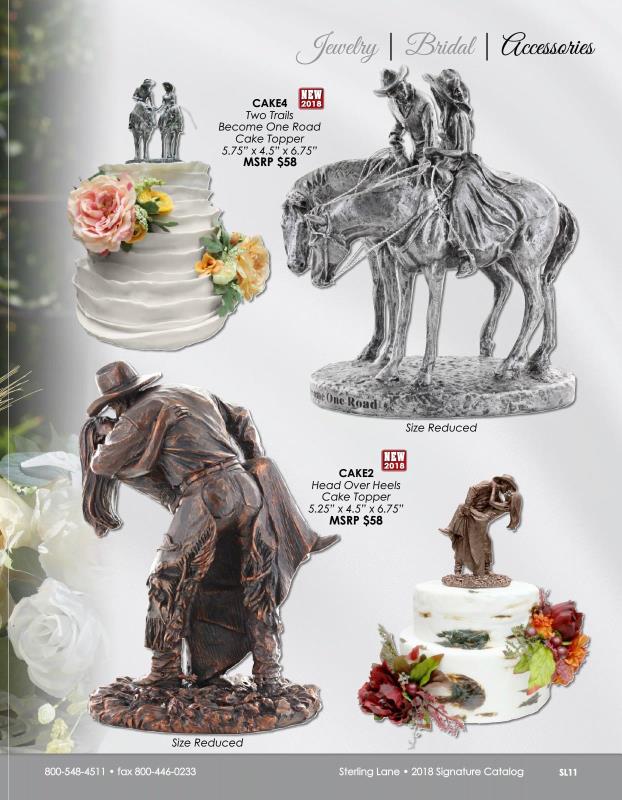 Jewelry | Bridal | Accessories
NEW
2018
CAKE4
Two Trails
Become One Road
Cake Topper
5.75" x 4.5" x 6.75"
MSRP $58
One Road
Size Reduced
NEW
2018
CAKE2
Head Over Heels
Cake Topper
5.25" x 4.5" x 6.75"
MSRP $58
Size Reduced
800-548-4511 • fax 800-446-0233
Sterling Lane • 2018 Signature Catalog
SL11